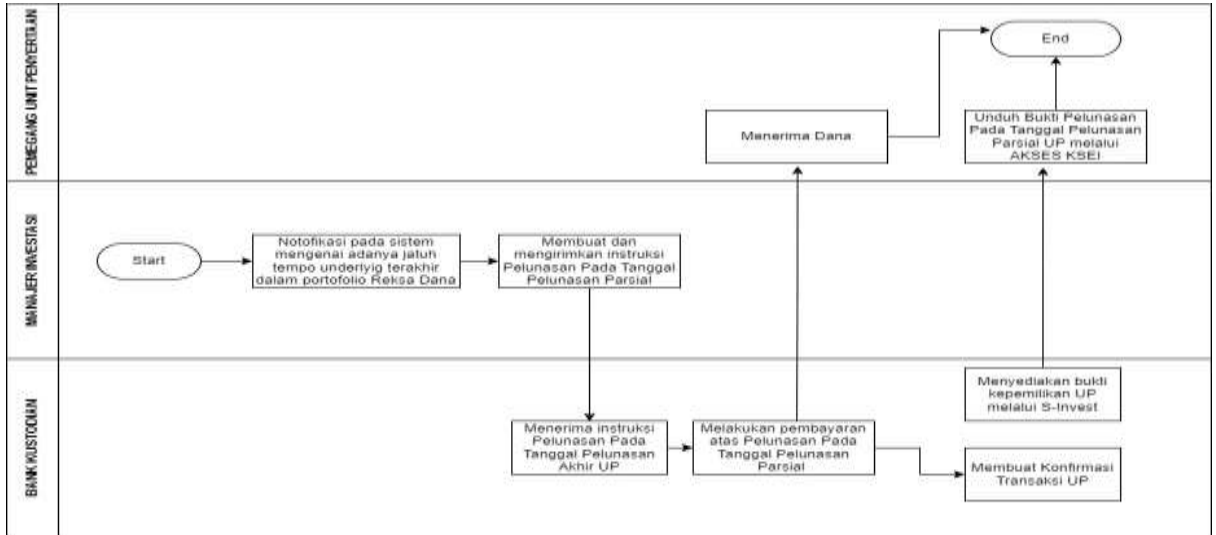 PEMEGANG UNIT PENYERTAAN
End
Menerima Dana
Unduh Bukti Pelunasan
Pada Tanggal Pelunasan
Parsial UP melalui
AKSES KSEI
MANAJER INVESTASI
Start
Notofikasi pada sistem
mengenai adanya jatuh
tempo underlyig terakhir
dalam portofolio Reksa Dana
Membuat dan
mengirimkan instruksi
Pelunasan Pada Tanggal
Pelunasan Parsial
BANK KUSTODIAN
Menerima instruksi
Pelunasan Pada
Tanggal Pelunasan
Akhir UP
Melakukan pembayaran
atas Pelunasan Pada
Tanggal Pelunasan
Parsial
Menyediakan bukti
kepemilikan UP
melalui S-Invest
Membuat Konfirmasi
Transaksi UP